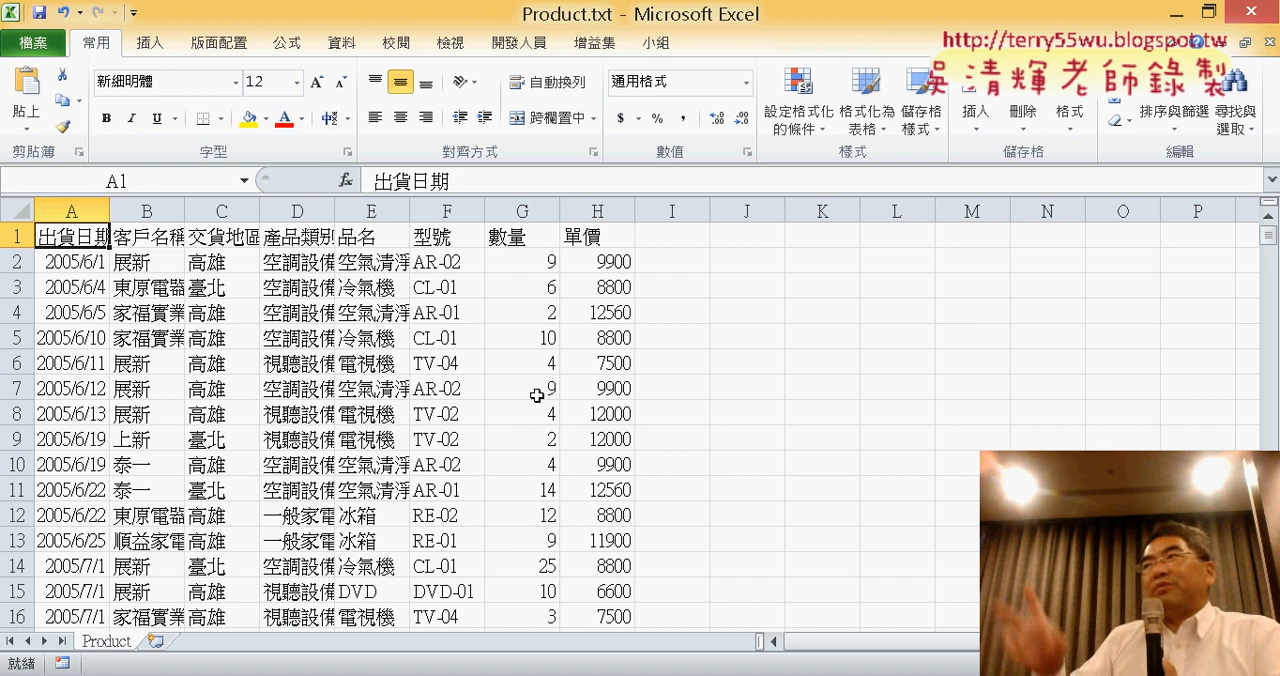 Product.txt - Microsoft Excel
檔案 常用 插入 版面配置 公式 資料 校閱 檢視 開發人員 增益集 小組
http://terry55wu.blogspot.tw
吳清輝老師錄製
新細明體 12 自動換列 通用格式
貼上 B I U A 中 跨欄置中 $ % , 設定格式化的條件 格式化為表格 儲存格樣式 插入 刪除 格式 排序與篩選 尋找與選取
剪貼簿 字型 對齊方式 數值 樣式 儲存格 編輯
A1 fx 出貨日期
A B C D E F G H I J K L M N O P
1 出貨日期 客戶名稱 交貨地區 產品類別 品名 型號 數量 單價
2 2005/6/1 展新 高雄 空調設備 空氣清淨 AR-02 9 9900
3 2005/6/4 東原電器 臺北 空調設備 冷氣機 CL-01 6 8800
4 2005/6/5 家福實業 高雄 空調設備 空氣清淨 AR-01 2 12560
5 2005/6/10 家福實業 高雄 空調設備 冷氣機 CL-01 10 8800
6 2005/6/11 展新 高雄 視聽設備 電視機 TV-04 4 7500
7 2005/6/12 展新 高雄 空調設備 空氣清淨 AR-02 9 9900
8 2005/6/13 展新 高雄 視聽設備 電視機 TV-02 4 12000
9 2005/6/19 上新 臺北 視聽設備 電視機 TV-02 2 12000
10 2005/6/19 泰一 高雄 空調設備 空氣清淨 AR-02 4 9900
11 2005/6/22 泰一 臺北 空調設備 空氣清淨 AR-01 14 12560
12 2005/6/22 東原電器 高雄 一般家電 冰箱 RE-02 12 8800
13 2005/6/25 順益家電 高雄 一般家電 冰箱 RE-01 9 11900
14 2005/7/1 展新 臺北 空調設備 冷氣機 CL-01 25 8800
15 2005/7/1 展新 高雄 視聽設備 DVD DVD-01 10 6600
16 2005/7/1 家福實業 高雄 視聽設備 電視機 TV-04 3 7500
Product
就緒